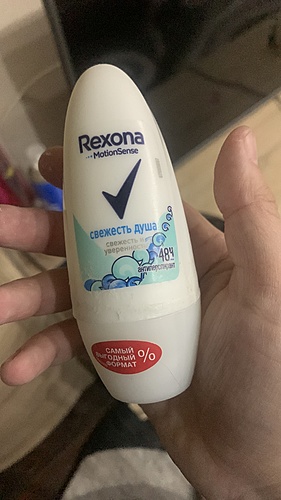 Rexona
MotionSense
свежесть душа
свежесть и
уверенность
48Ч
антиперспирант
САМЫЙ
ВЫГОДНЫЙ
ФОРМАТ
%